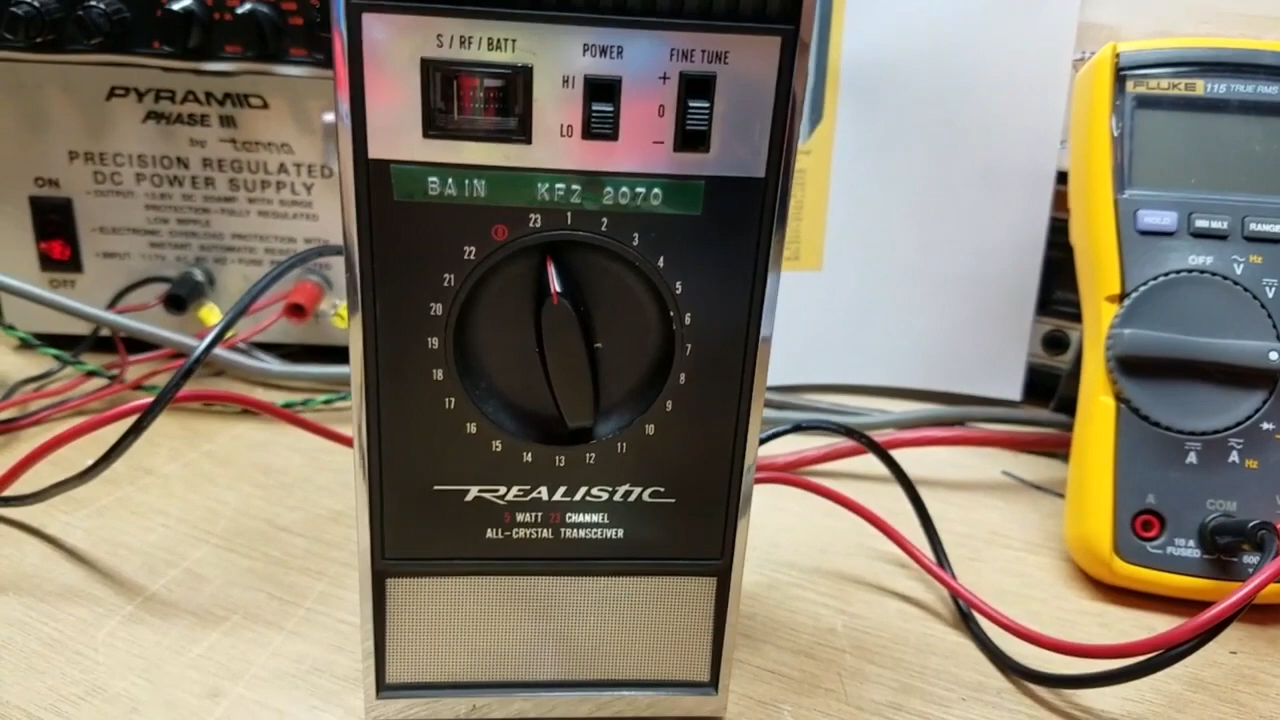 PYRAMID
PHASE III
by tenna
PRECISION REGULATED
DC POWER SUPPLY
ON
OFF
S / RF / BATT
POWER
FINE TUNE
HI
LO
+
0
−
BAIN KFZ 2070
1
2
3
4
5
6
7
8
9
10
11
12
13
14
15
16
17
18
19
20
21
22
23
REALISTIC
5 WATT 23 CHANNEL
ALL-CRYSTAL TRANSCEIVER
FLUKE 115 TRUE RMS
HOLD
MIN MAX
RANGE
OFF
V Hz
V
A
A Hz
A
COM
10 A
FUSED
600